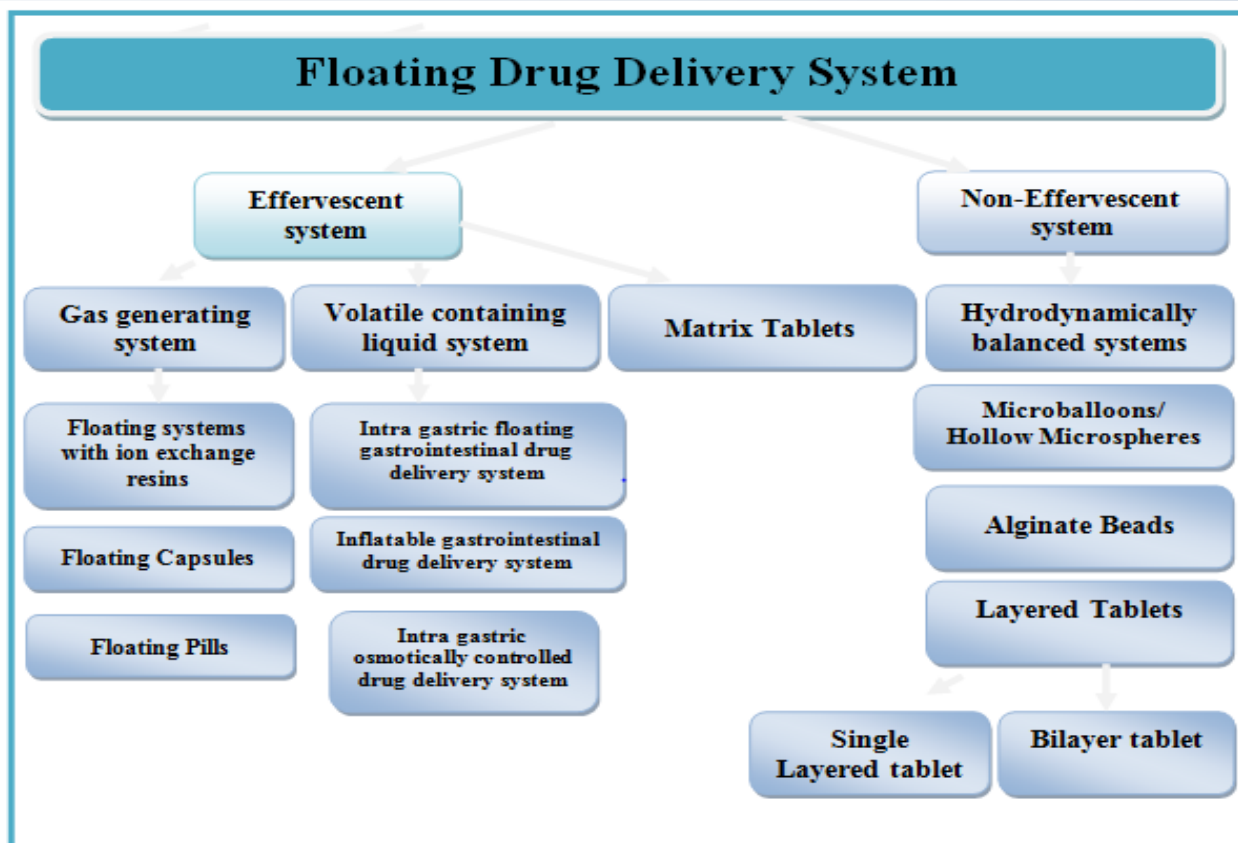 Floating Drug Delivery System
Effervescent
system
Non-Effervescent
system
Gas generating
system
Volatile containing
liquid system
Matrix Tablets
Hydrodynamically
balanced systems
Floating systems
with ion exchange
resins
Intra gastric floating
gastrointestinal drug
delivery system
Microballoons/
Hollow Microspheres
Floating Capsules
Inflatable gastrointestinal
drug delivery system
Alginate Beads
Floating Pills
Intra gastric
osmotically controlled
drug delivery system
Layered Tablets
Single
Layered tablet
Bilayer tablet